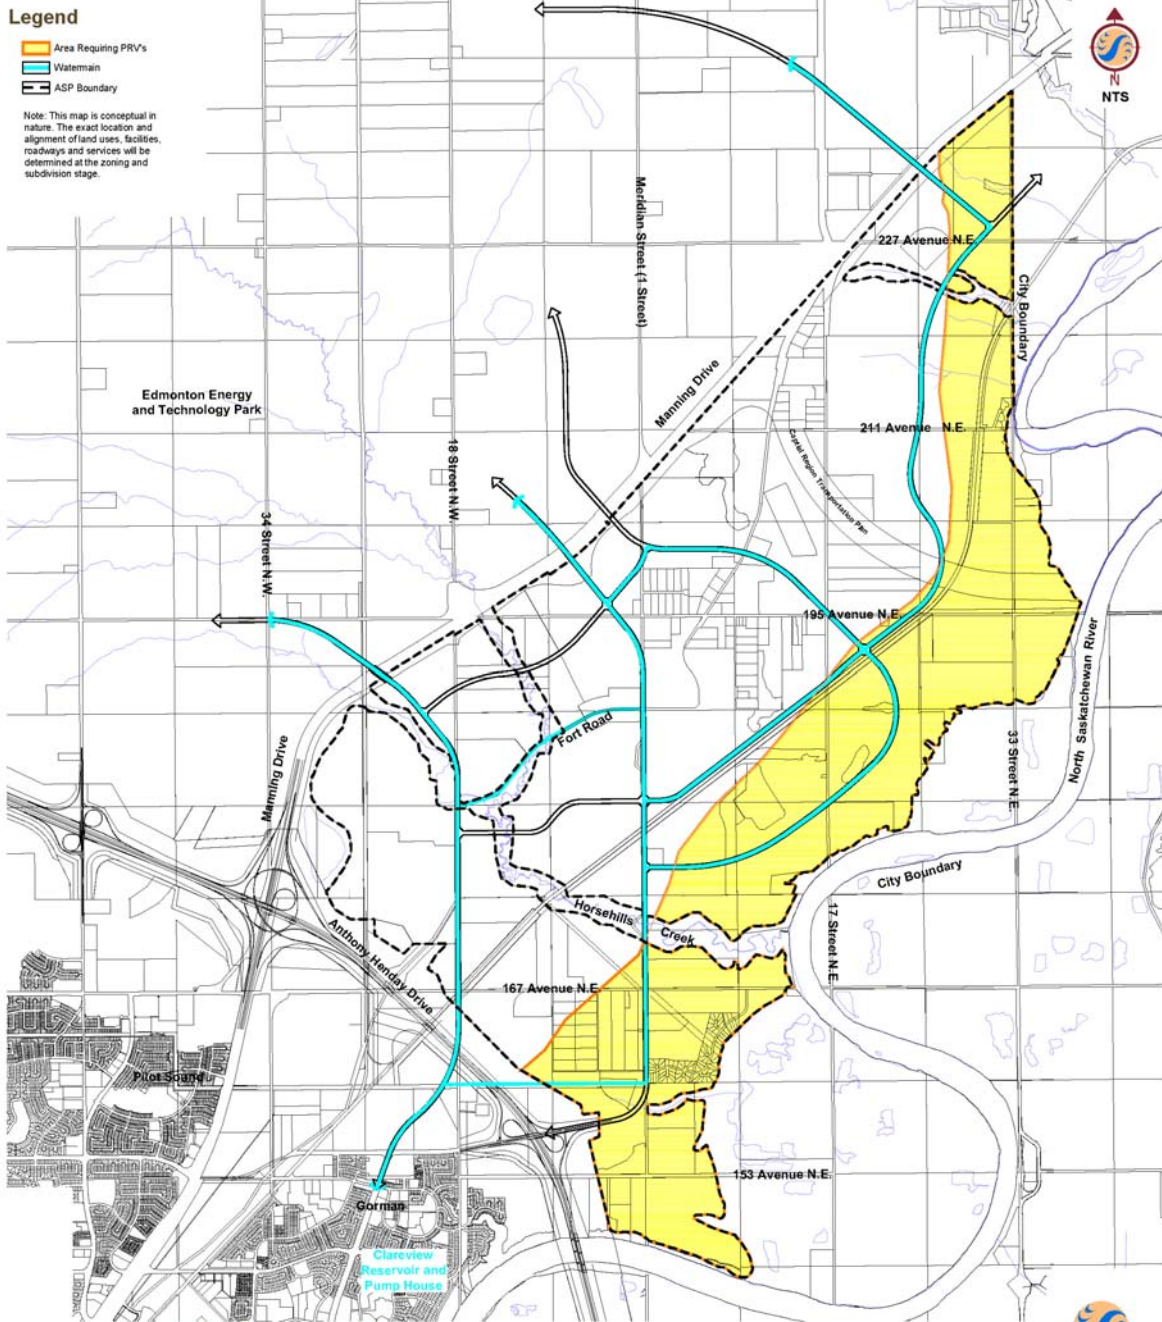 Legend
Area Requiring PRV's
Watermain
ASP Boundary
Note: This map is conceptual in
nature. The exact location and
alignment of land uses, facilities,
roadways and services will be
determined at the zoning and
subdivision stage.
N
NTS
Meridian Street (1 Street)
227 Avenue N.E.
City Boundary
Manning Drive
Edmonton Energy
and Technology Park
211 Avenue N.E.
18 Street N.W.
34 Street N.W.
195 Avenue N.E.
North Saskatchewan River
Fort Road
33 Street N.E.
Manning Drive
City Boundary
17 Street N.E.
Horsehills
Creek
Anthony Henday Drive
167 Avenue N.E.
Pilot Sound
153 Avenue N.E.
Gorman
Clareview
Reservoir and
Pump House